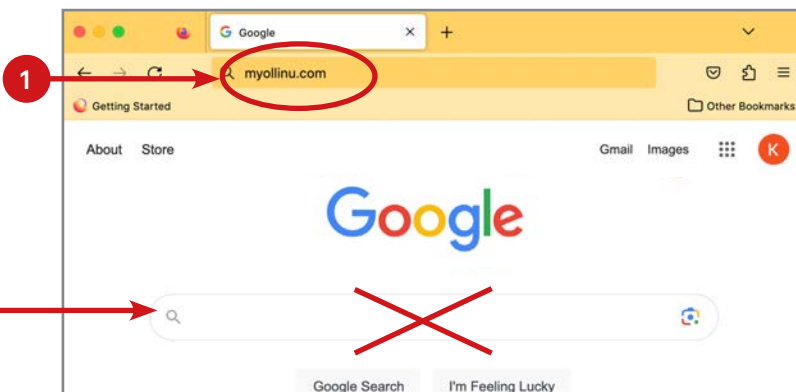 Google
1
myollinu.com
Getting Started
Other Bookmarks
About Store
Gmail Images
K
Google
Google Search
I'm Feeling Lucky